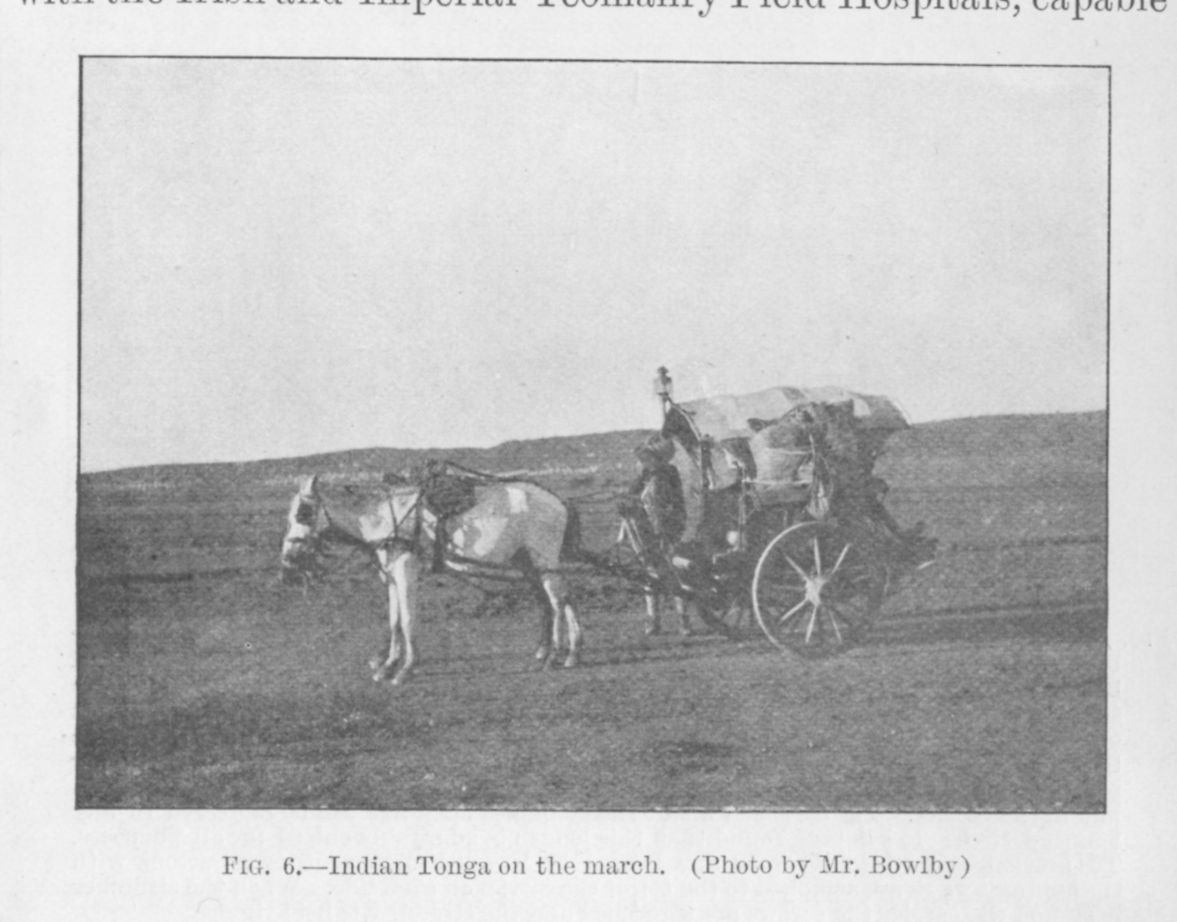 with the Irish and Imperial Yeomanry Field Hospitals, capable
FIG. 6.—Indian Tonga on the march. (Photo by Mr. Bowlby)